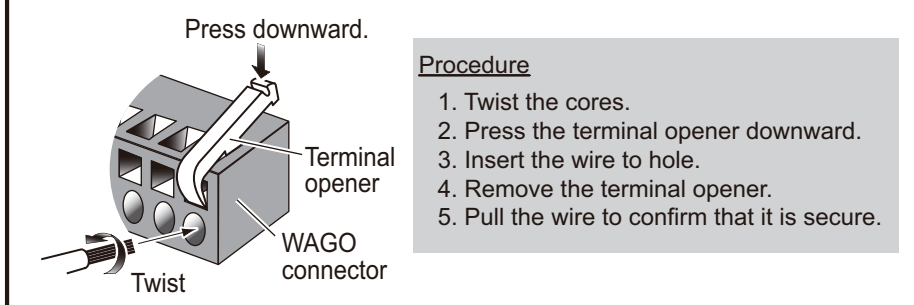 Press downward.
Terminal
opener
WAGO
connector
Twist
Procedure
1. Twist the cores.
2. Press the terminal opener downward.
3. Insert the wire to hole.
4. Remove the terminal opener.
5. Pull the wire to confirm that it is secure.